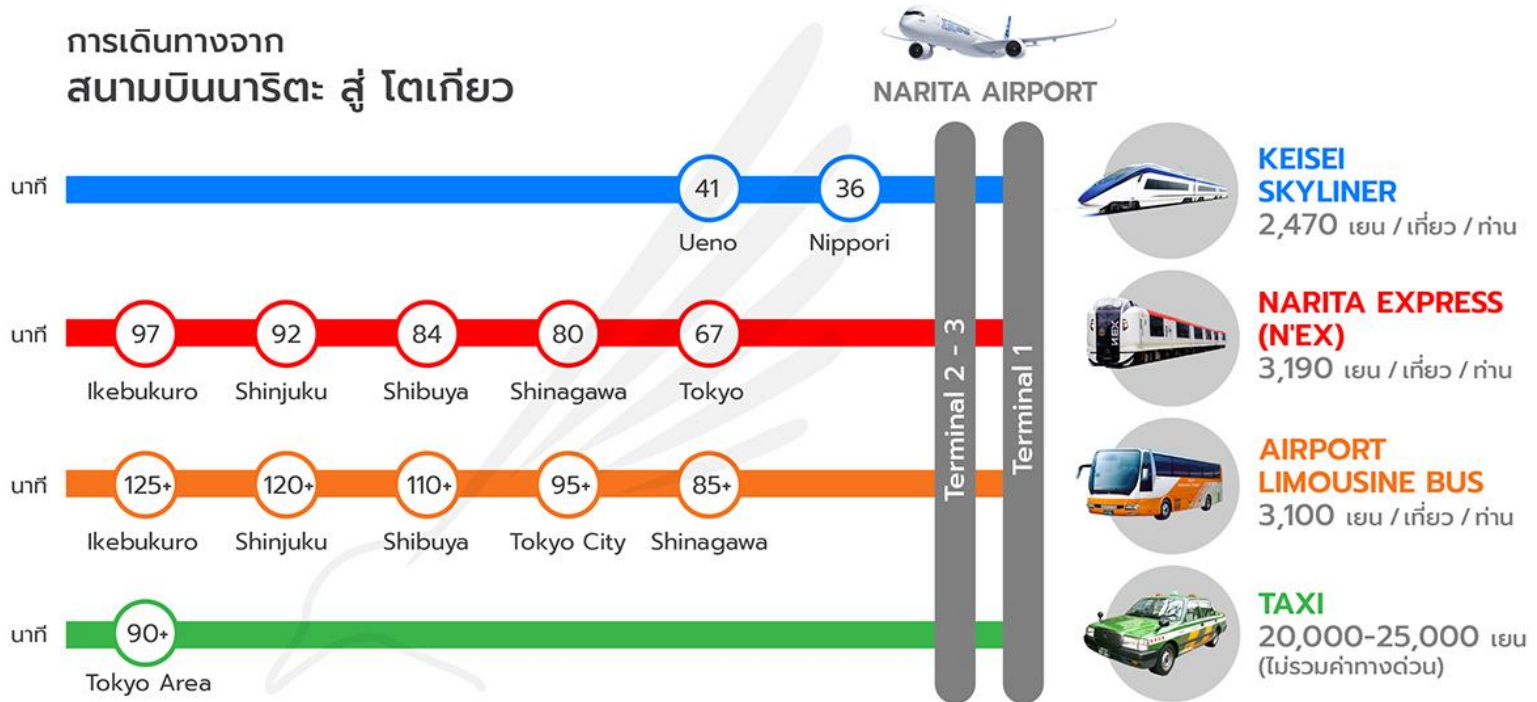 การเดินทางจาก
สนามบินนาริตะ สู่ โตเกียว
NARITA AIRPORT
Terminal 2 - 3
Terminal 1
นาที
41
36
Ueno
Nippori
KEISEI
SKYLINER
2,470 เยน / เที่ยว / ท่าน
นาที
97
92
84
80
67
Ikebukuro
Shinjuku
Shibuya
Shinagawa
Tokyo
NARITA EXPRESS
(N'EX)
3,190 เยน / เที่ยว / ท่าน
นาที
125+
120+
110+
95+
85+
Ikebukuro
Shinjuku
Shibuya
Tokyo City
Shinagawa
AIRPORT
LIMOUSINE BUS
3,100 เยน / เที่ยว / ท่าน
นาที
90+
Tokyo Area
TAXI
20,000-25,000 เยน
(ไม่รวมค่าทางด่วน)